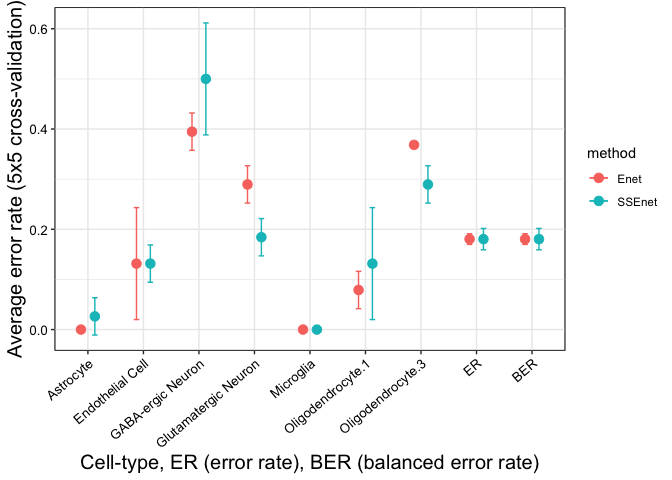 Average error rate (5x5 cross-validation)
0.6
0.4
0.2
0.0
Astrocyte
Endothelial Cell
GABA-ergic Neuron
Glutamatergic Neuron
Microglia
Oligodendrocyte.1
Oligodendrocyte.3
ER
BER
Cell-type, ER (error rate), BER (balanced error rate)
method
Enet
SSEnet